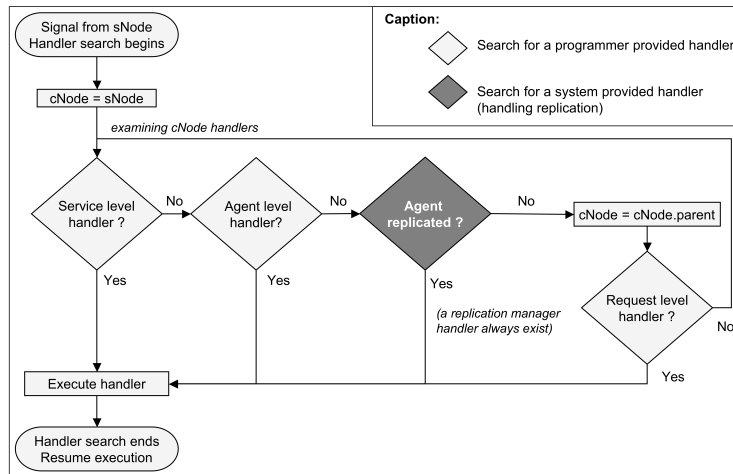 Signal from sNode
Handler search begins
Caption:
Search for a programmer provided handler
Search for a system provided handler
(handling replication)
cNode = sNode
examining cNode handlers
Service level
handler ?
No
Agent level
handler?
No
Agent
replicated ?
No
cNode = cNode.parent
Yes
Yes
Yes
(a replication manager
handler always exist)
Request level
handler ?
No
Yes
Execute handler
Handler search ends
Resume execution